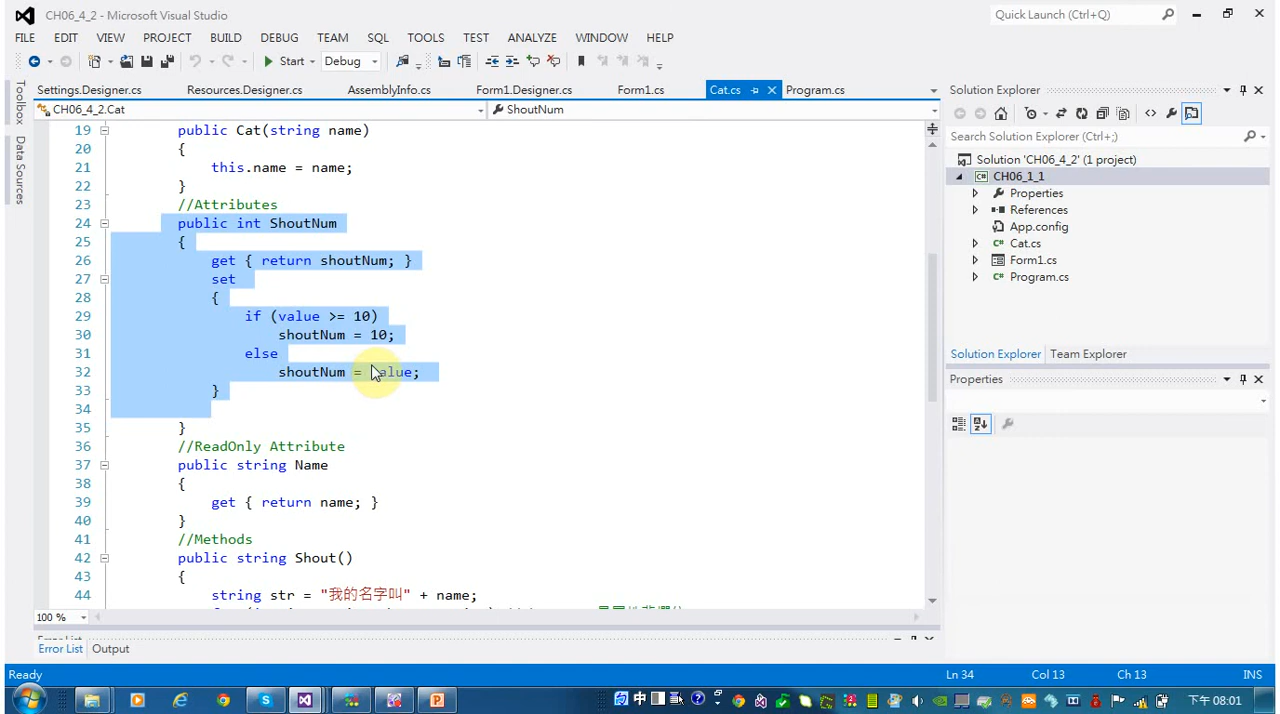 CH06_4_2 - Microsoft Visual Studio
Quick Launch (Ctrl+Q)
FILE EDIT VIEW PROJECT BUILD DEBUG TEAM SQL TOOLS TEST ANALYZE WINDOW HELP
Start Debug
Settings.Designer.cs Resources.Designer.cs AssemblyInfo.cs Form1.Designer.cs Form1.cs Cat.cs Program.cs
CH06_4_2.Cat ShoutNum
Toolbox
Data Sources
19 public Cat(string name)
20 {
21 this.name = name;
22 }
23 //Attributes
24 public int ShoutNum
25 {
26 get { return shoutNum; }
27 set
28 {
29 if (value >= 10)
30 shoutNum = 10;
31 else
32 shoutNum = value;
33 }
34
35 }
36 //ReadOnly Attribute
37 public string Name
38 {
39 get { return name; }
40 }
41 //Methods
42 public string Shout()
43 {
44 string str = "我的名字叫" + name;
100 %
Error List
Error List Output
Solution Explorer
Search Solution Explorer (Ctrl+;)
Solution 'CH06_4_2' (1 project)
CH06_1_1
Properties
References
App.config
Cat.cs
Form1.cs
Program.cs
Solution Explorer Team Explorer
Properties
Ready Ln 34 Col 13 Ch 13 INS
中
下午 08:01